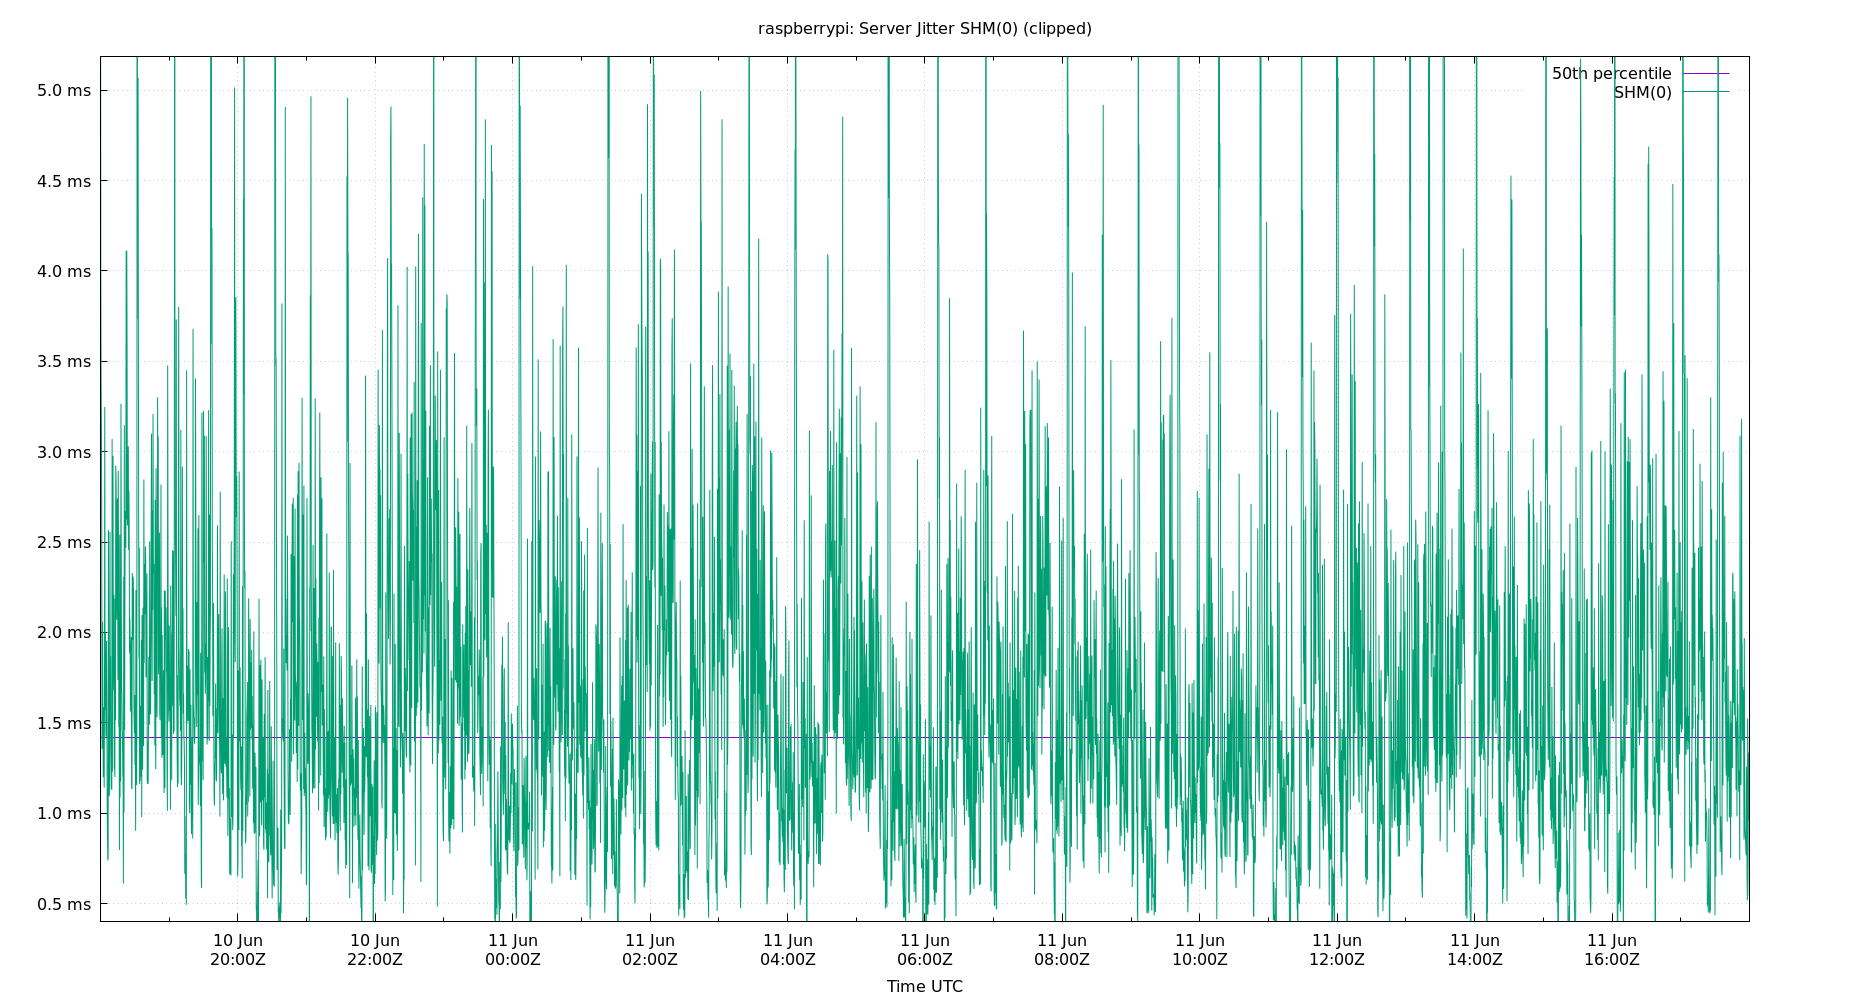 raspberrypi: Server Jitter SHM(0) (clipped)
50th percentile
SHM(0)
5.0 ms
4.5 ms
4.0 ms
3.5 ms
3.0 ms
2.5 ms
2.0 ms
1.5 ms
1.0 ms
0.5 ms
10 Jun 10 Jun 11 Jun 11 Jun 11 Jun 11 Jun 11 Jun 11 Jun 11 Jun 11 Jun 11 Jun
20:00Z 22:00Z 00:00Z 02:00Z 04:00Z 06:00Z 08:00Z 10:00Z 12:00Z 14:00Z 16:00Z
Time UTC